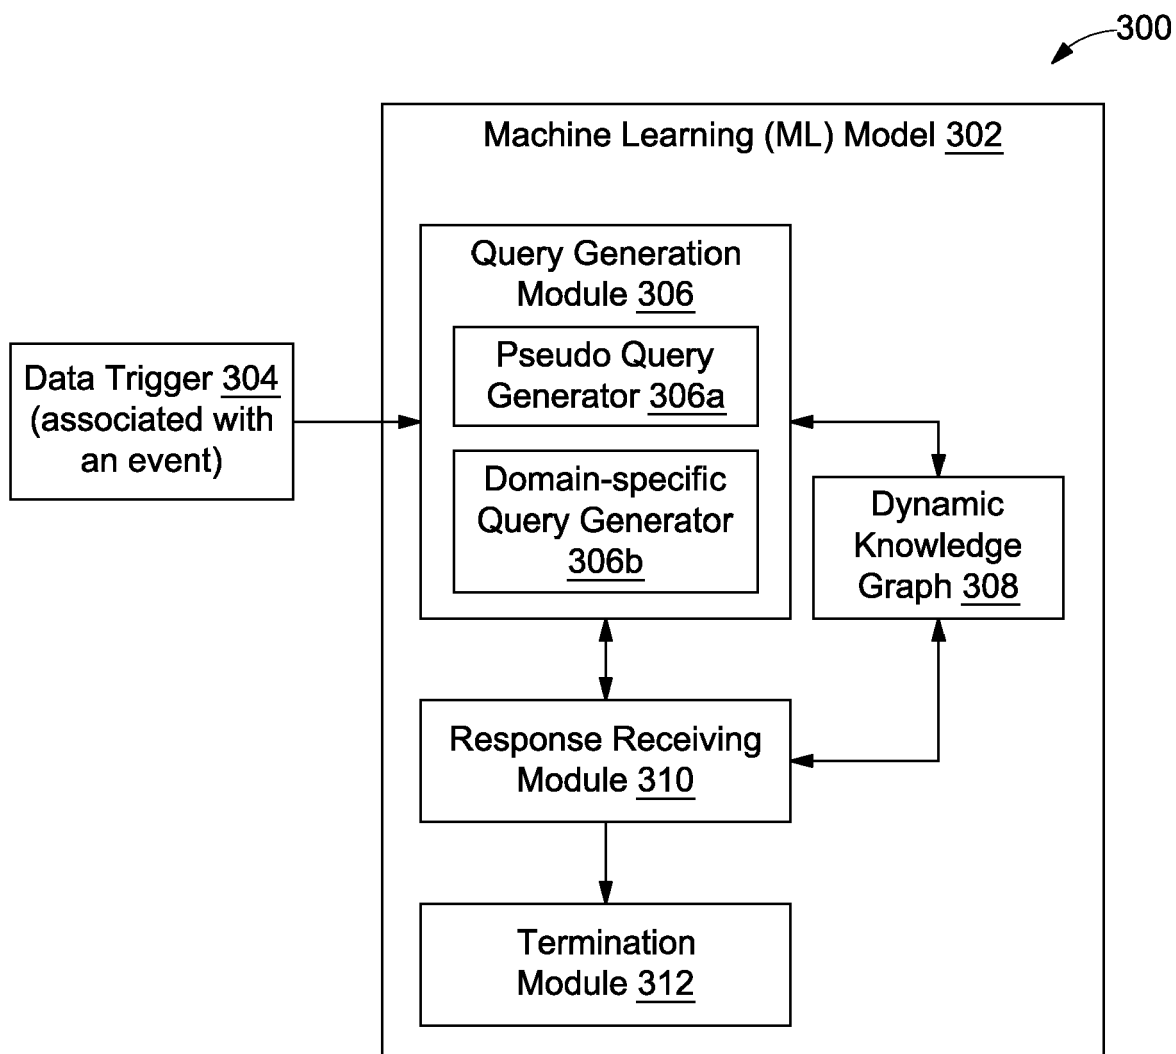 300
Machine Learning (ML) Model 302
Query Generation
Module 306
Pseudo Query
Generator 306a
Data Trigger 304
(associated with
an event)
Domain-specific
Query Generator
306b
Dynamic
Knowledge
Graph 308
Response Receiving
Module 310
Termination
Module 312